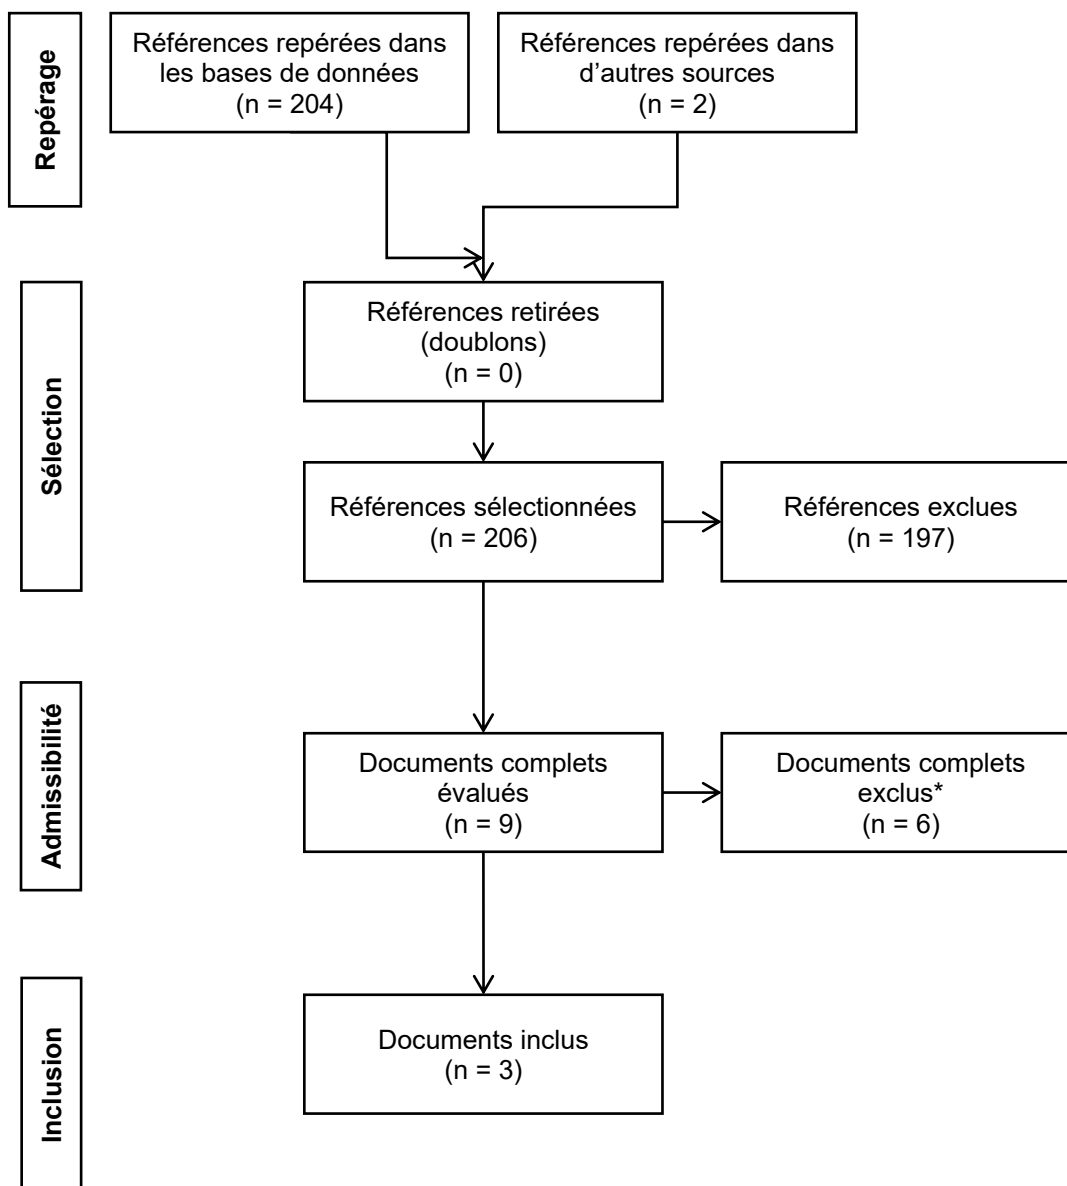 Repérage
Références repérées dans
les bases de données
(n = 204)
Références repérées dans
d’autres sources
(n = 2)
Sélection
Références retirées
(doublons)
(n = 0)
Références sélectionnées
(n = 206)
Références exclues
(n = 197)
Admissibilité
Documents complets
évalués
(n = 9)
Documents complets
exclus*
(n = 6)
Inclusion
Documents inclus
(n = 3)